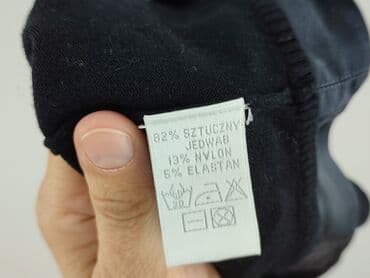 82% SZTUCZNY
JEDWAB
13% NYLON
5% ELASTAN